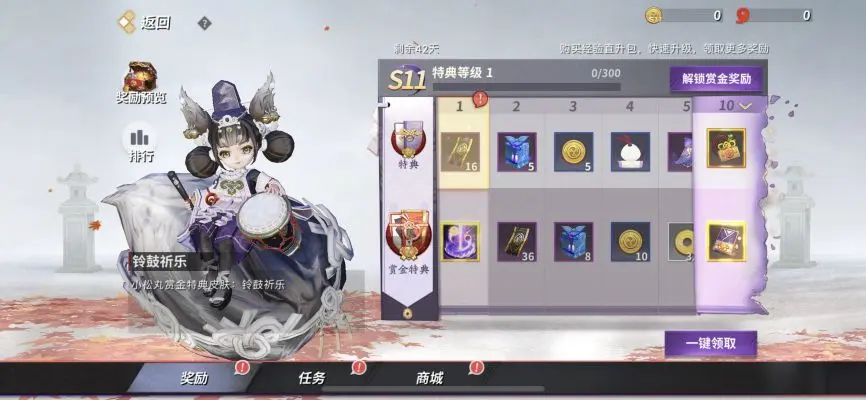 返回
?
0
0
剩余42天
购买经验直升包，快速升级，领取更多奖励
S11
特典等级 1
0/300
解锁赏金奖励
奖励预览
排行
1
2
3
4
5
10
特典
16
5
5
赏金特典
36
8
10
3
铃鼓祈乐
小松丸赏金特典皮肤：铃鼓祈乐
一键领取
奖励
任务
商城